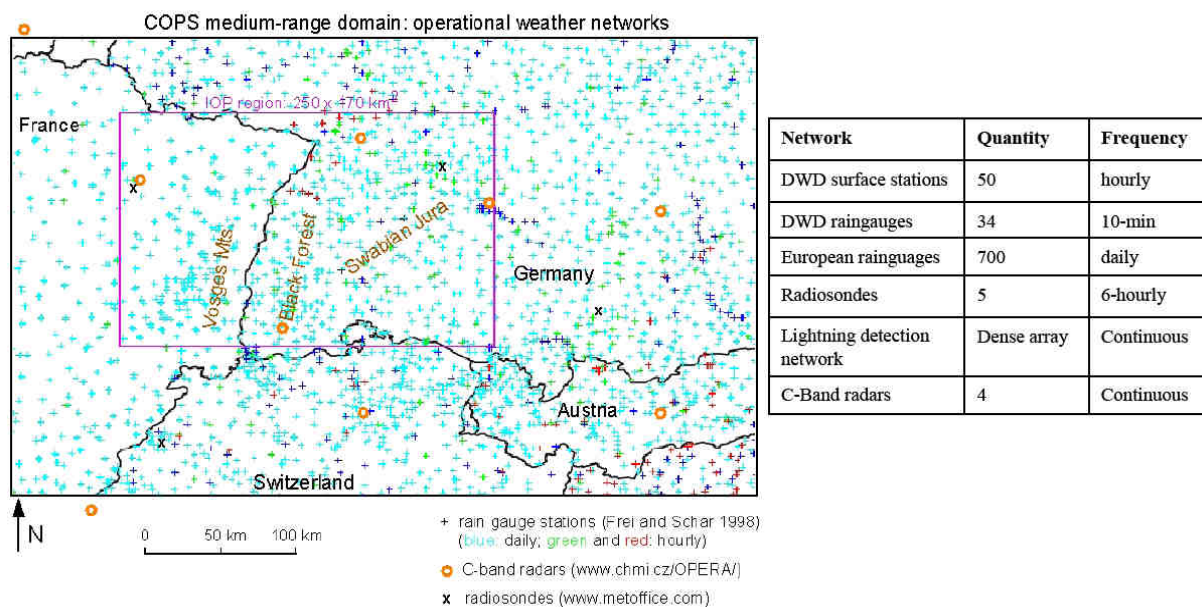 COPS medium-range domain: operational weather networks
IOP region: 250 x 170 km²
France
Vosges Mts.
Black Forest
Swabian Jura
Germany
Austria
Switzerland
N
0 50 km 100 km
+ rain gauge stations (Frei and Schar 1998)
(blue: daily; green and red: hourly)
C-band radars (www.chmi.cz/OPERA/)
x radiosondes (www.metoffice.com)
Network Quantity Frequency
DWD surface stations 50 hourly
DWD raingauges 34 10-min
European rainguages 700 daily
Radiosondes 5 6-hourly
Lightning detection
network Dense array Continuous
C-Band radars 4 Continuous